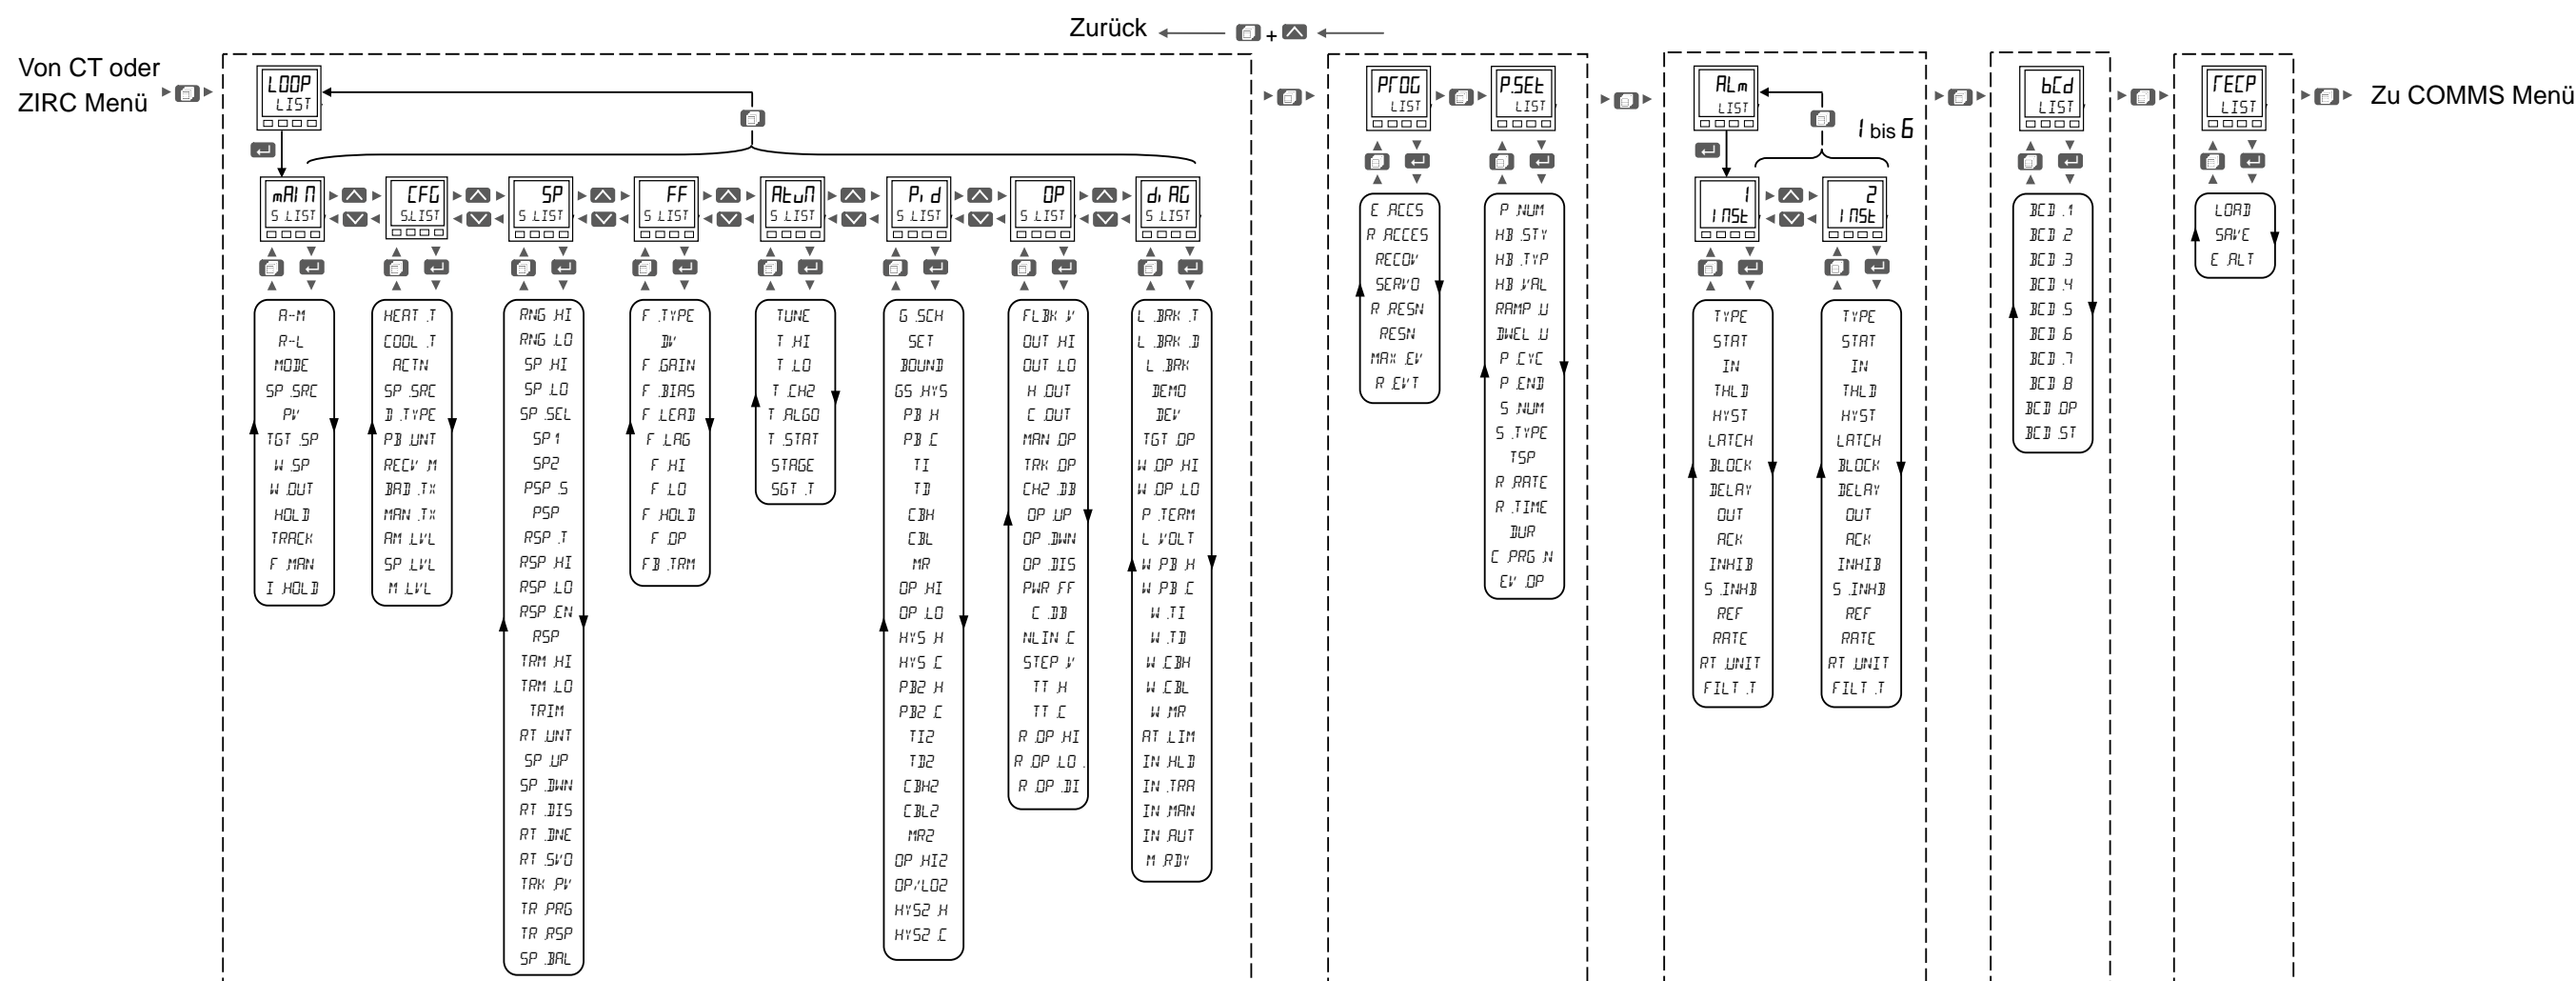 Zurück
+
Von CT oder
ZIRC Menü
LOOP
LIST
mAIn
S.LIST
A-M
R-L
MODE
SP.SRC
PV
TGT.SP
W.SP
W.OUT
HOLD
TRACK
F.MAN
I.HOLD
CFG
S.LIST
HEAT.T
COOL.T
ACTN
SP.SRC
D.TYPE
PB.UNT
RECV.M
BAD.TX
MAN.TX
AM.LVL
SP.LVL
M.LVL
SP
S.LIST
RNG.HI
RNG.LO
SP.HI
SP.LO
SP.SEL
SP1
SP2
PSP.S
PSP
RSP.T
RSP.HI
RSP.LO
RSP.EN
RSP
TRM.HI
TRM.LO
TRIM
RT.UNT
SP.UP
SP.DWN
RT.DIS
RT.DNE
RT.SVO
TRK.PV
TR.PRG
TR.RSP
SP.BAL
FF
S.LIST
F.TYPE
DV
F.GAIN
F.BIAS
F.LEAD
F.LAG
F.HI
F.LO
F.HOLD
F.OP
FB.TRM
AtuN
S.LIST
TUNE
T.HI
T.LO
T.CH2
T.ALGO
T.STAT
STAGE
SGT.T
Pid
S.LIST
G.SCH
SET
BOUND
GS.HYS
PB.H
PB.C
TI
TD
CBH
CBL
MR
OP.HI
OP.LO
HYS.H
HYS.C
PB2.H
PB2.C
TI2
TD2
CBH2
CBL2
MR2
OP.HI2
OP/LO2
HYS2.H
HYS2.C
OP
S.LIST
FLBK.V
OUT.HI
OUT.LO
H.OUT
C.OUT
MAN.OP
TRK.OP
CH2.DB
OP.UP
OP.DWN
OP.DIS
PWR.FF
C.DB
NLIN.C
STEP.V
TT.H
TT.C
R.OP.HI
R.OP.LO.
R.OP.DI
diAG
S.LIST
L.BRK.T
L.BRK.D
L.BRK
DEMO
DEV
TGT.OP
W.OP.HI
W.OP.LO
P.TERM
L.VOLT
W.PB.H
W.PB.C
W.TI
W.TD
W.CBH
W.CBL
W.MR
AT.LIM
IN.HLD
IN.TRA
IN.MAN
IN.AUT
M.RDY
PrOG
LIST
E.ACCS
R.ACCES
RECOV
SERVO
R.RESN
RESN
MAX.EV
R.EVT
P.SEt
LIST
P.NUM
HB.STY
HB.TYP
HB.VAL
RAMP.U
DWEL.U
P.CYC
P.END
S.NUM
S.TYPE
TSP
R.RATE
R.TIME
DUR
C.PRG.N
EV.OP
ALm
LIST
1 bis 6
1
INSt
TYPE
STAT
IN
THLD
HYST
LATCH
BLOCK
DELAY
OUT
ACK
INHIB
S.INHB
REF
RATE
RT.UNIT
FILT.T
2
INSt
TYPE
STAT
IN
THLD
HYST
LATCH
BLOCK
DELAY
OUT
ACK
INHIB
S.INHB
REF
RATE
RT.UNIT
FILT.T
bCd
LIST
BCD.1
BCD.2
BCD.3
BCD.4
BCD.5
BCD.6
BCD.7
BCD.8
BCD.OP
BCD.ST
rECP
LIST
LOAD
SAVE
E.ALT
Zu COMMS Menü